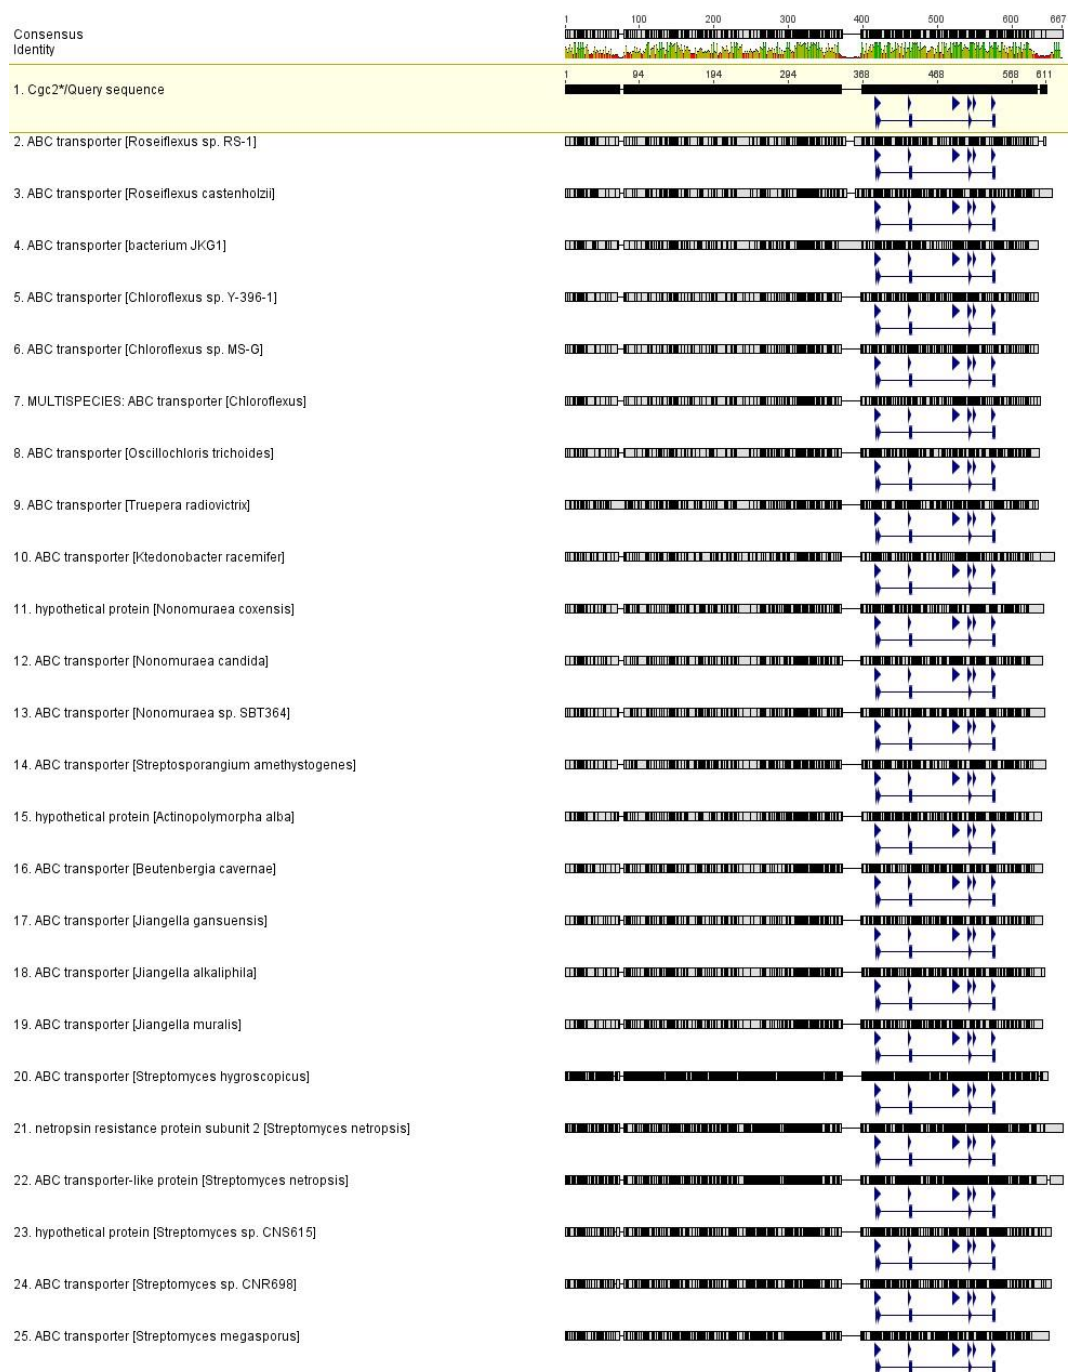 1 100 200 300 400 500 600 667
Consensus
Identity
1 94 194 294 368 468 568 611
1. Cgc2*/Query sequence
2. ABC transporter [Roseiflexus sp. RS-1]
3. ABC transporter [Roseiflexus castenholzii]
4. ABC transporter [bacterium JKG1]
5. ABC transporter [Chloroflexus sp. Y-396-1]
6. ABC transporter [Chloroflexus sp. MS-G]
7. MULTISPECIES: ABC transporter [Chloroflexus]
8. ABC transporter [Oscillochloris trichoides]
9. ABC transporter [Truepera radiovictrix]
10. ABC transporter [Ktedonobacter racemifer]
11. hypothetical protein [Nonomuraea coxensis]
12. ABC transporter [Nonomuraea candida]
13. ABC transporter [Nonomuraea sp. SBT364]
14. ABC transporter [Streptosporangium amethystogenes]
15. hypothetical protein [Actinopolymorpha alba]
16. ABC transporter [Beutenbergia cavernae]
17. ABC transporter [Jiangella gansuensis]
18. ABC transporter [Jiangella alkaliphila]
19. ABC transporter [Jiangella muralis]
20. ABC transporter [Streptomyces hygroscopicus]
21. netropsin resistance protein subunit 2 [Streptomyces netropsis]
22. ABC transporter-like protein [Streptomyces netropsis]
23. hypothetical protein [Streptomyces sp. CNS615]
24. ABC transporter [Streptomyces sp. CNR698]
25. ABC transporter [Streptomyces megasporus]